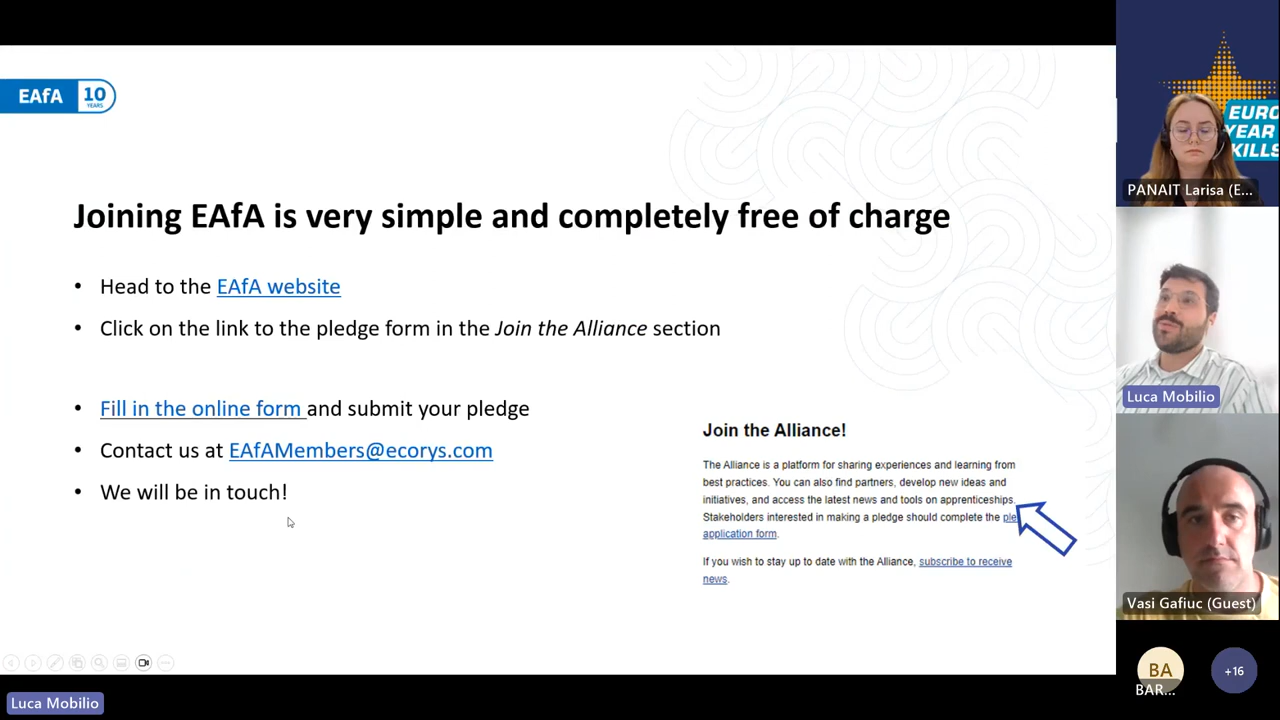 EAfA 10
YEARS
Joining EAfA is very simple and completely free of charge
• Head to the EAfA website
• Click on the link to the pledge form in the Join the Alliance section
• Fill in the online form and submit your pledge
• Contact us at EAfAMembers@ecorys.com
• We will be in touch!
Join the Alliance!
The Alliance is a platform for sharing experiences and learning from
best practices. You can also find partners, develop new ideas and
initiatives, and access the latest news and tools on apprenticeships.
Stakeholders interested in making a pledge should complete the ple
application form.
If you wish to stay up to date with the Alliance, subscribe to receive
news.
Luca Mobilio
EURO
YEAR
KILLS
PANAIT Larisa (E...
Luca Mobilio
Vasi Gafiuc (Guest)
BA
BAR...
+16